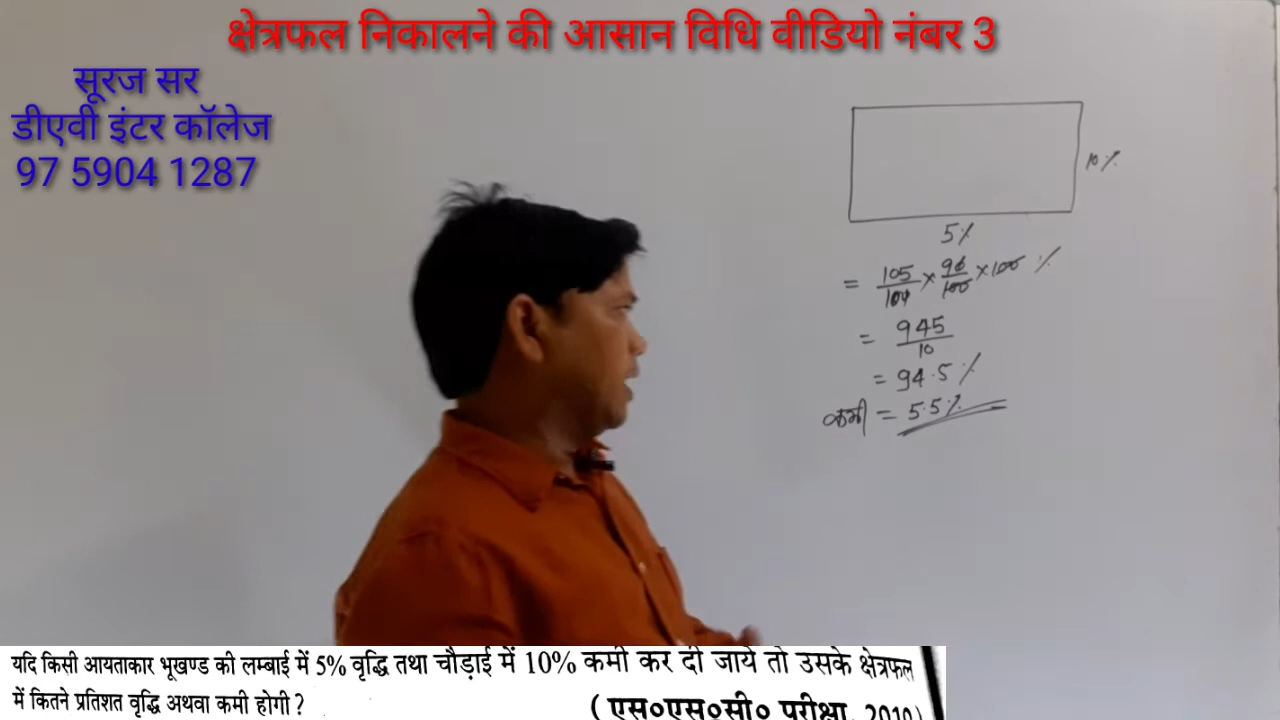 क्षेत्रफल निकालने की आसान विधि वीडियो नंबर 3
सूरज सर
डीएवी इंटर कॉलेज
97 5904 1287
10%
5%
= 105/100 × 90/100 × 100 %
= 945/10
= 94.5 %
कमी = 5.5%
यदि किसी आयताकार भूखण्ड की लम्बाई में 5% वृद्धि तथा चौड़ाई में 10% कमी कर दी जाये तो उसके क्षेत्रफल
में कितने प्रतिशत वृद्धि अथवा कमी होगी ?
( एस०एस०सी० परीक्षा, 2010)